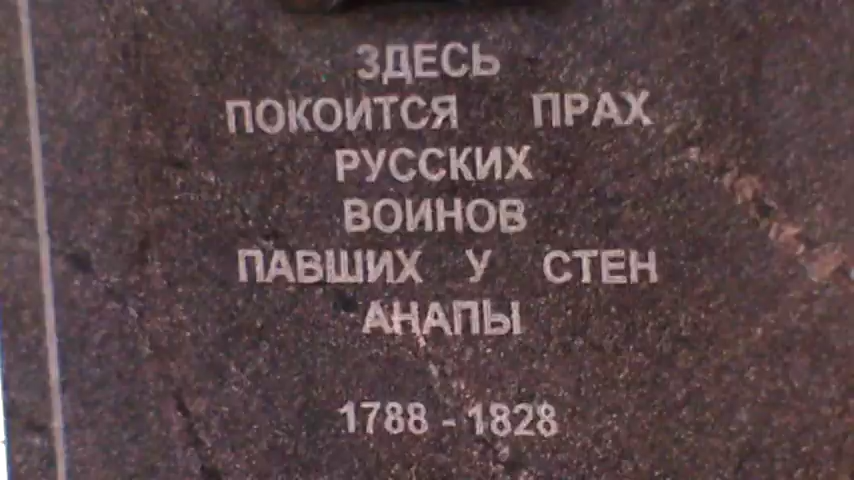 ЗДЕСЬ
ПОКОИТСЯ ПРАХ
РУССКИХ
ВОИНОВ
ПАВШИХ У СТЕН
АНАПЫ
1788 - 1828